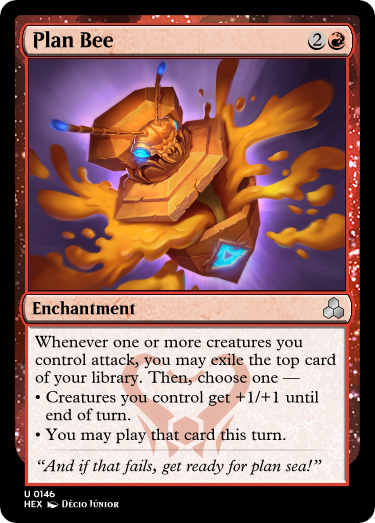 Plan Bee 2
Enchantment
Whenever one or more creatures you
control attack, you may exile the top card
of your library. Then, choose one —
• Creatures you control get +1/+1 until
end of turn.
• You may play that card this turn.
“And if that fails, get ready for plan sea!”
U 0146
HEX DÉCIO JÚNIOR